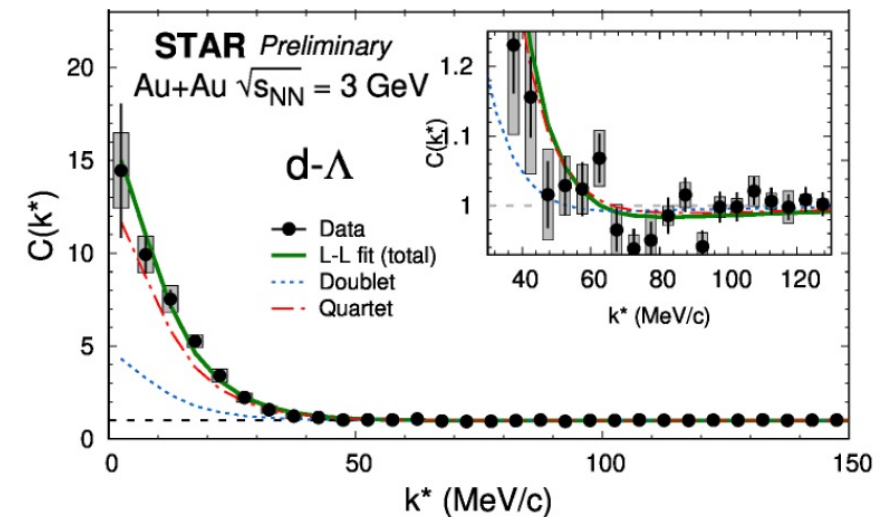 STAR Preliminary
Au+Au √sNN = 3 GeV
d-Λ
Data
L-L fit (total)
Doublet
Quartet
C(k*)
20
15
10
5
0
0 50 100 150
k* (MeV/c)
C(k*)
1.2
1.1
1
40 60 80 100 120
k* (MeV/c)